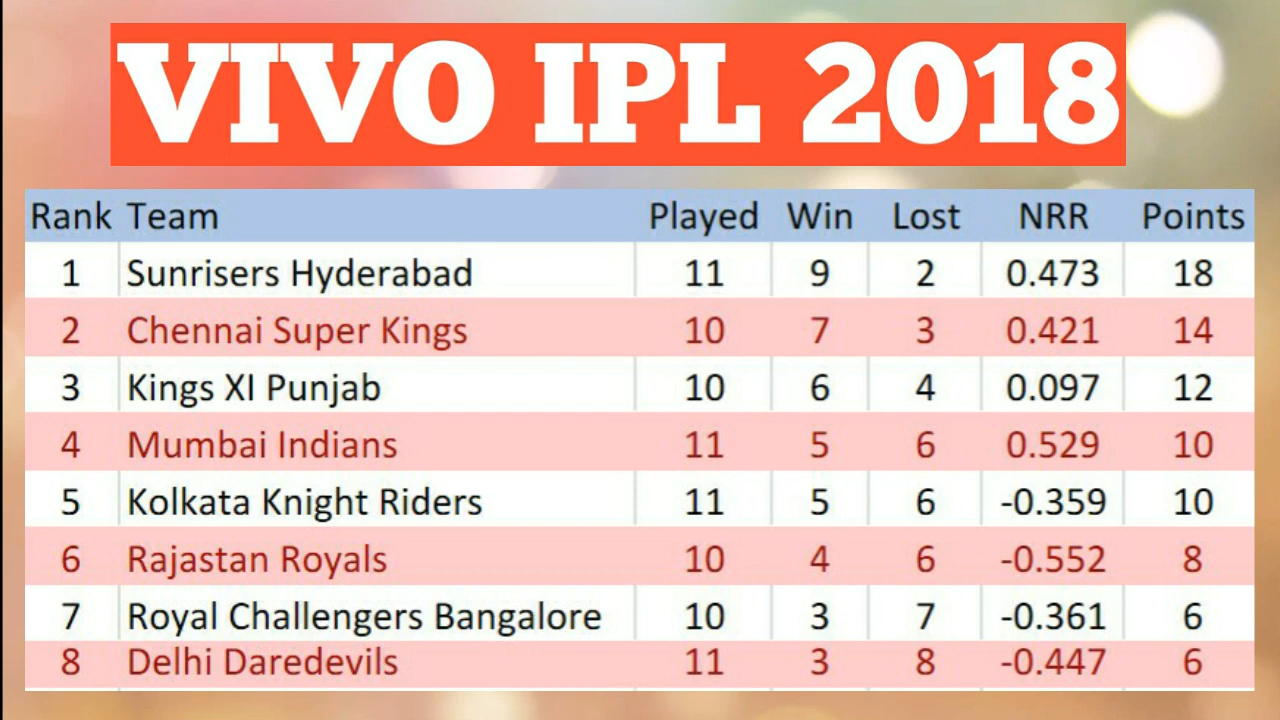 VIVO IPL 2018
Rank Team Played Win Lost NRR Points
1 Sunrisers Hyderabad 11 9 2 0.473 18
2 Chennai Super Kings 10 7 3 0.421 14
3 Kings XI Punjab 10 6 4 0.097 12
4 Mumbai Indians 11 5 6 0.529 10
5 Kolkata Knight Riders 11 5 6 -0.359 10
6 Rajastan Royals 10 4 6 -0.552 8
7 Royal Challengers Bangalore 10 3 7 -0.361 6
8 Delhi Daredevils 11 3 8 -0.447 6